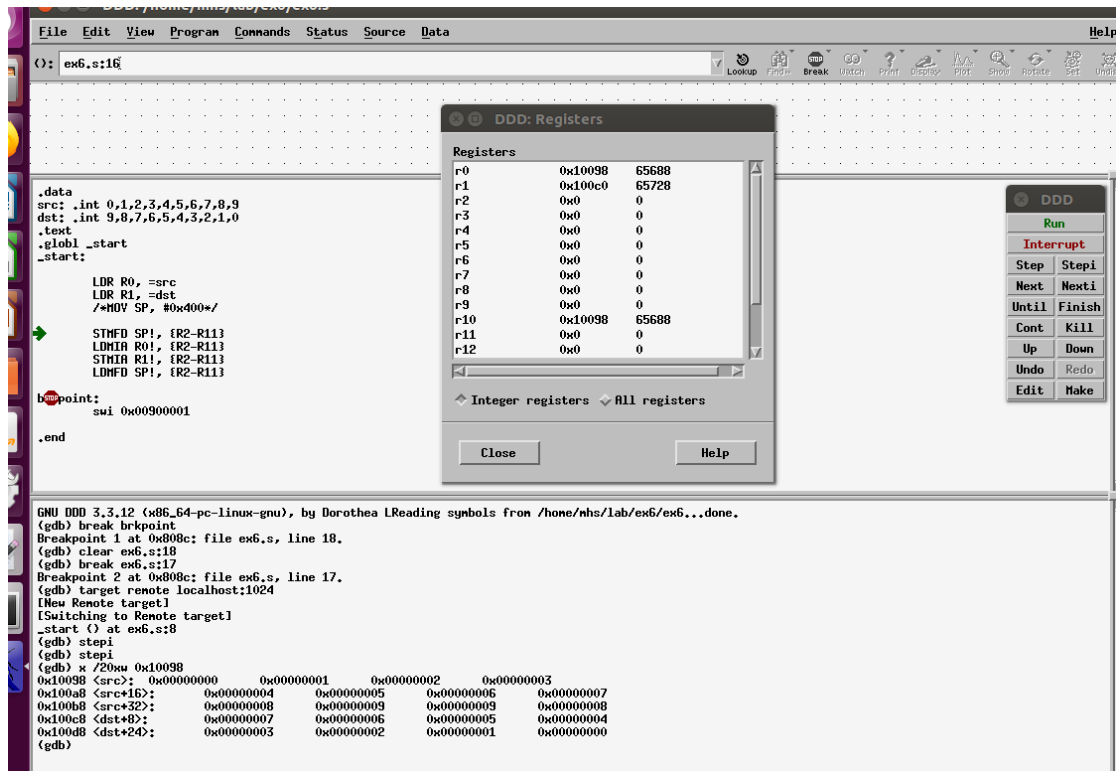 File Edit View Program Commands Status Source Data Help
(): ex6.s:16
Lookup Find>> Break Watch Print Display Plot Show Rotate Set
DDD: Registers
Registers
r0 0x10098 65688
r1 0x100c0 65728
r2 0x0 0
r3 0x0 0
r4 0x0 0
r5 0x0 0
r6 0x0 0
r7 0x0 0
r8 0x0 0
r9 0x0 0
r10 0x10098 65688
r11 0x0 0
r12 0x0 0
Integer registers All registers
Close Help
.data
src: .int 0,1,2,3,4,5,6,7,8,9
dst: .int 9,8,7,6,5,4,3,2,1,0
.text
.globl _start
_start:
LDR R0, =src
LDR R1, =dst
/*MOV SP, #0x400*/
STMFD SP!, {R2-R11}
LDMIA R0!, {R2-R11}
STMIA R1!, {R2-R11}
LDMFD SP!, {R2-R11}
b STOP point:
swi 0x00900001
.end
DDD
Run
Interrupt
Step Stepi
Next Nexti
Until Finish
Cont Kill
Up Down
Undo Redo
Edit Make
GNU DDD 3.3.12 (x86_64-pc-linux-gnu), by Dorothea LReading symbols from /home/mhs/lab/ex6/ex6...done.
(gdb) break brkpoint
Breakpoint 1 at 0x808c: file ex6.s, line 18.
(gdb) clear ex6.s:18
(gdb) break ex6.s:17
Breakpoint 2 at 0x808c: file ex6.s, line 17.
(gdb) target remote localhost:1024
[New Remote target]
[Switching to Remote target]
_start () at ex6.s:8
(gdb) stepi
(gdb) stepi
(gdb) x /20xw 0x10098
0x10098 <src>: 0x00000000 0x00000001 0x00000002 0x00000003
0x100a8 <src+16>: 0x00000004 0x00000005 0x00000006 0x00000007
0x100b8 <src+32>: 0x00000008 0x00000009 0x00000009 0x00000008
0x100c8 <dst+8>: 0x00000007 0x00000006 0x00000005 0x00000004
0x100d8 <dst+24>: 0x00000003 0x00000002 0x00000001 0x00000000
(gdb)